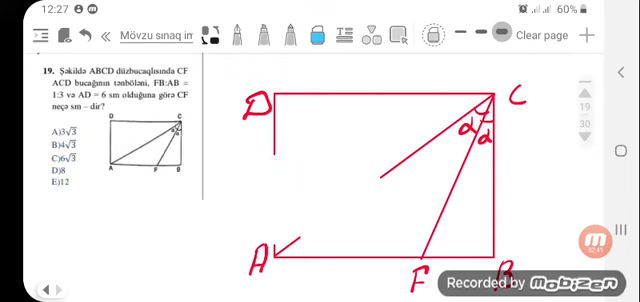 12:27
60%
Mövzu sınaq im
Clear page
19. Şəkildə ABCD düzbucaqlısında CF
ACD bucağının tənböləni, FB:AB =
1:3 və AD = 6 sm olduğuna görə CF
neçə sm – dir?
A)3√3
B)4√3
C)6√3
D)8
E)12
D C
A F B
D C
α α
A F B
19
30
52:41
Recorded by mobizen